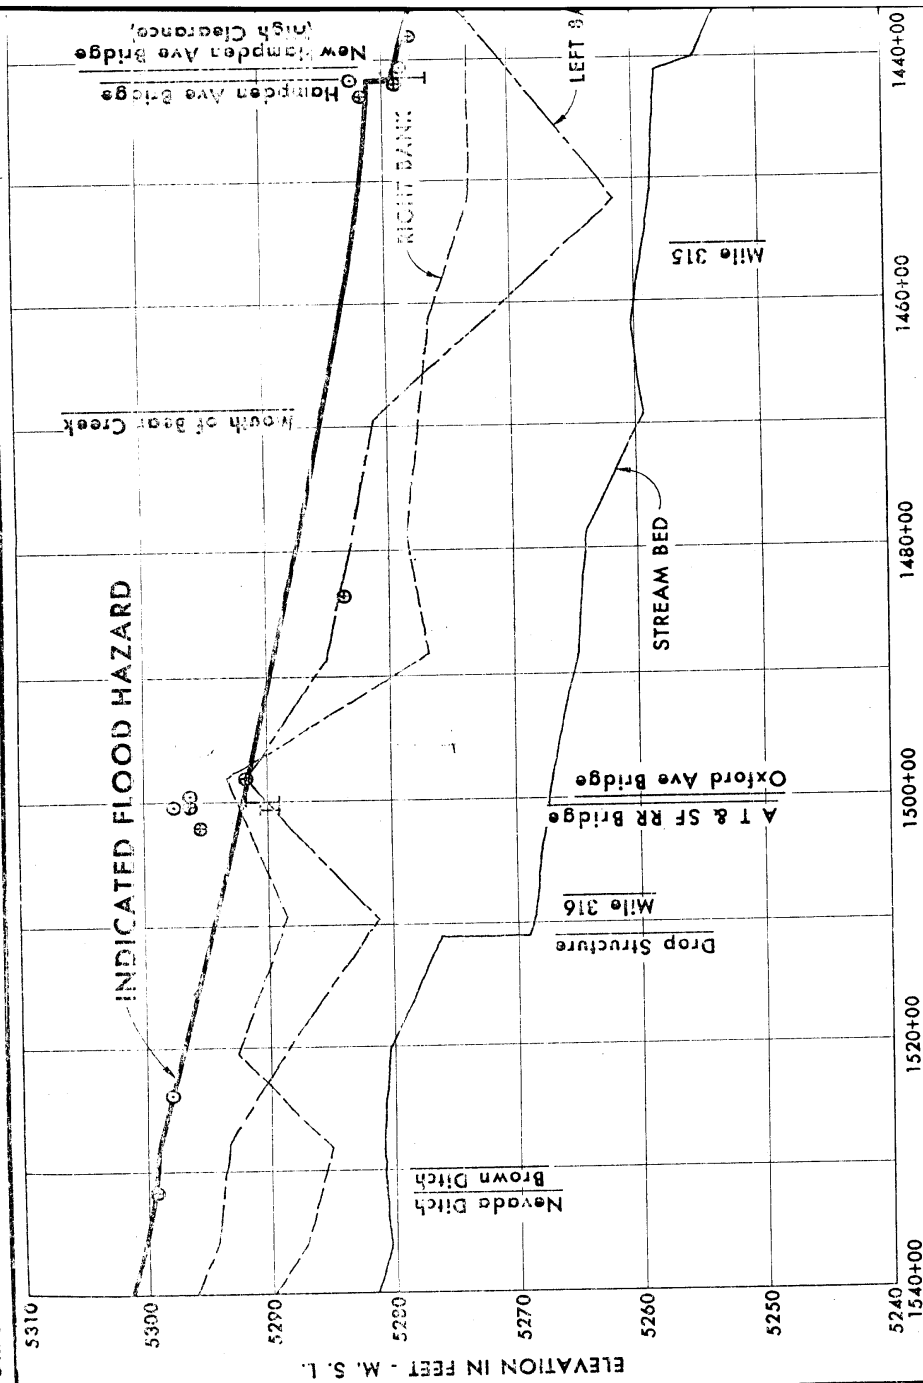 ELEVATION IN FEET - M. S. L.
5310
5300
5290
5280
5270
5260
5250
5240
1540+00
1520+00
1500+00
1480+00
1460+00
1440+00
INDICATED FLOOD HAZARD
Nevada Ditch
Brown Ditch
Drop Structure
Mile 316
A T & SF RR Bridge
Oxford Ave Bridge
STREAM BED
Mouth of Bear Creek
Mile 315
RIGHT BANK
LEFT
Hampden Ave Bridge
New Hampden Ave Bridge
(High Clearance)